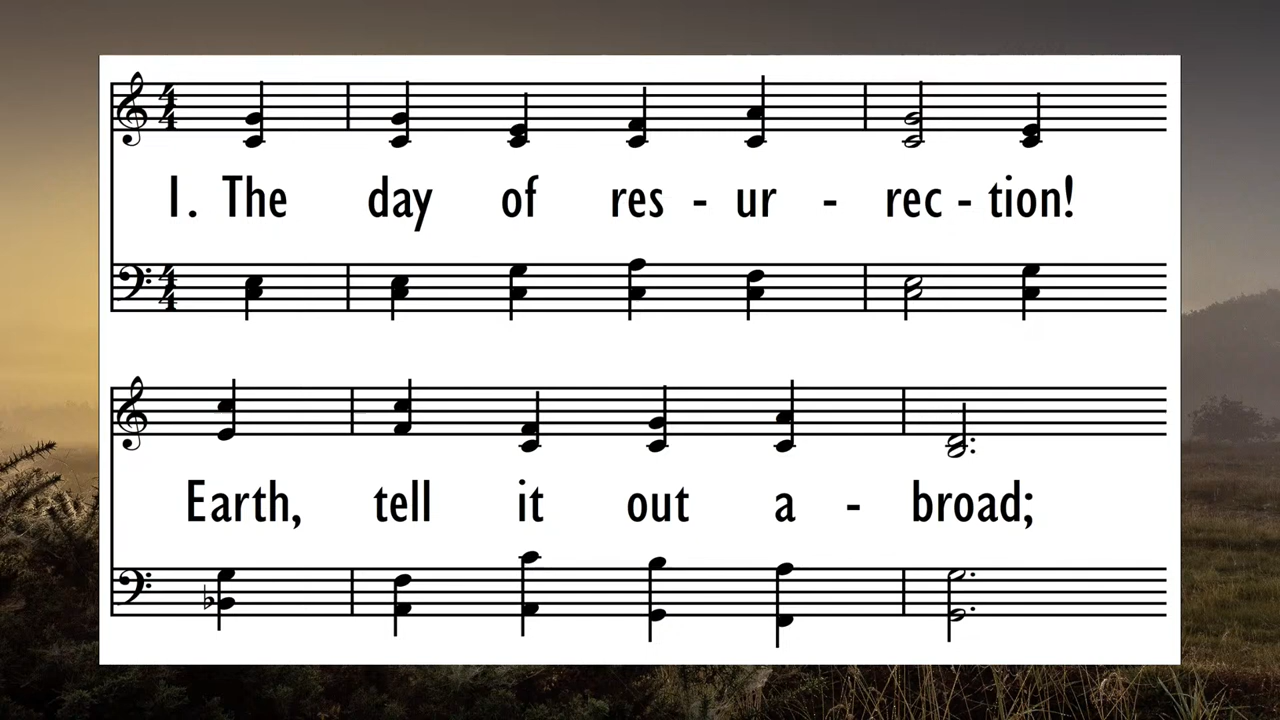 1. The day of res - ur - rec - tion!
Earth, tell it out a - broad;